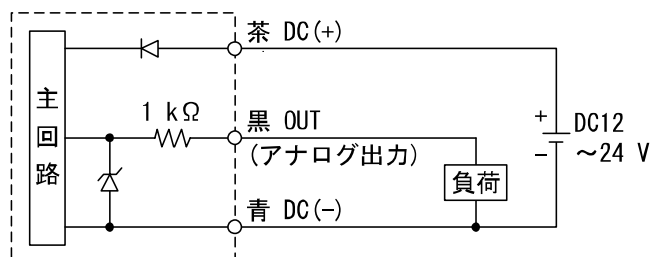 茶 DC(+)
主回路
1 kΩ
黒 OUT
(アナログ出力)
+
−
DC12
～24 V
負荷
青 DC(−)